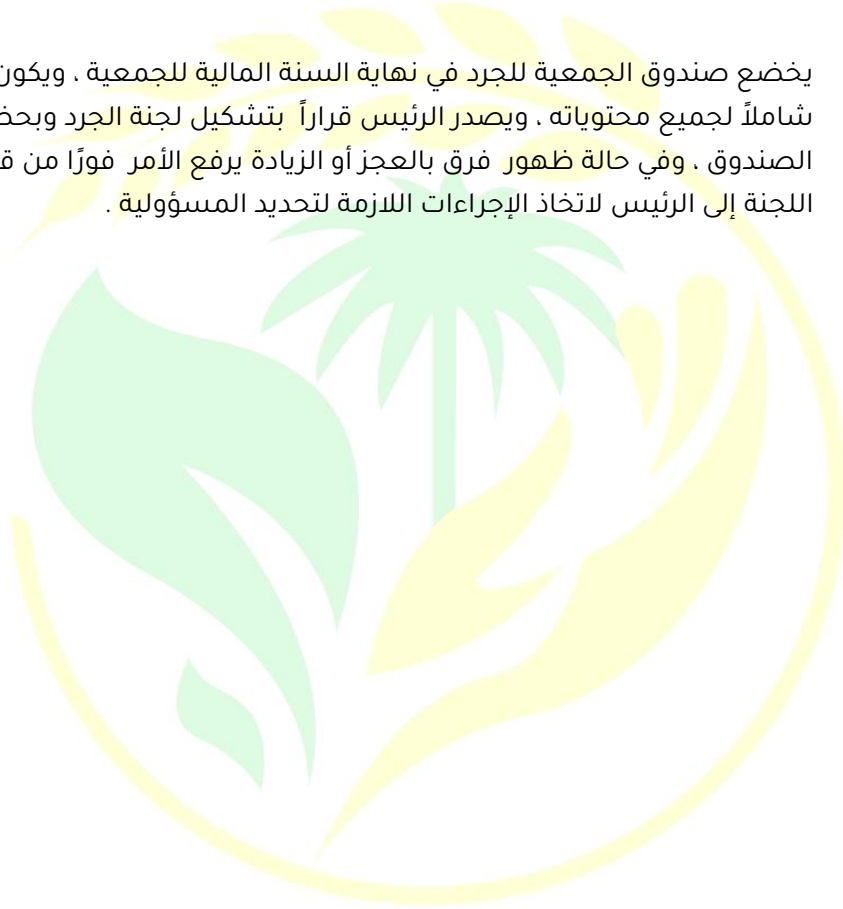 يخضع صندوق الجمعية للجرد في نهاية السنة المالية للجمعية ، ويكون
شاملاً لجميع محتوياته ، ويصدر الرئيس قراراً بتشكيل لجنة الجرد
الصندوق ، وفي حالة ظهور فرق بالعجز أو الزيادة يرفع الأمر فورًا من
اللجنة إلى الرئيس لاتخاذ الإجراءات اللازمة لتحديد المسؤولية .